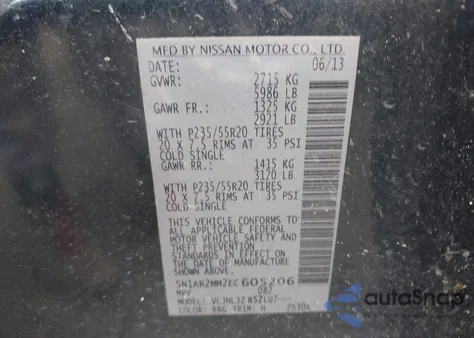 MFD BY NISSAN MOTOR CO., LTD.
DATE: 06/13
GVWR: 2715 KG
5986 LB
GAWR FR.: 1325 KG
2921 LB
WITH P235/55R20 TIRES
20 X 7.5 RIMS AT 35 PSI
COLD SINGLE
GAWR RR.: 1415 KG
3120 LB
WITH P235/55R20 TIRES
20 X 7.5 RIMS AT 35 PSI
COLD SINGLE
THIS VEHICLE CONFORMS TO
ALL APPLICABLE FEDERAL
MOTOR VEHICLE SAFETY AND
THEFT PREVENTION
STANDARDS IN EFFECT ON THE
DATE OF MANUFACTURE
SHOWN ABOVE.
5N1AR2MM2EC605206
MPV 082
MODEL:
COLOR: RBG TRIM: H 7530A
autoSnap